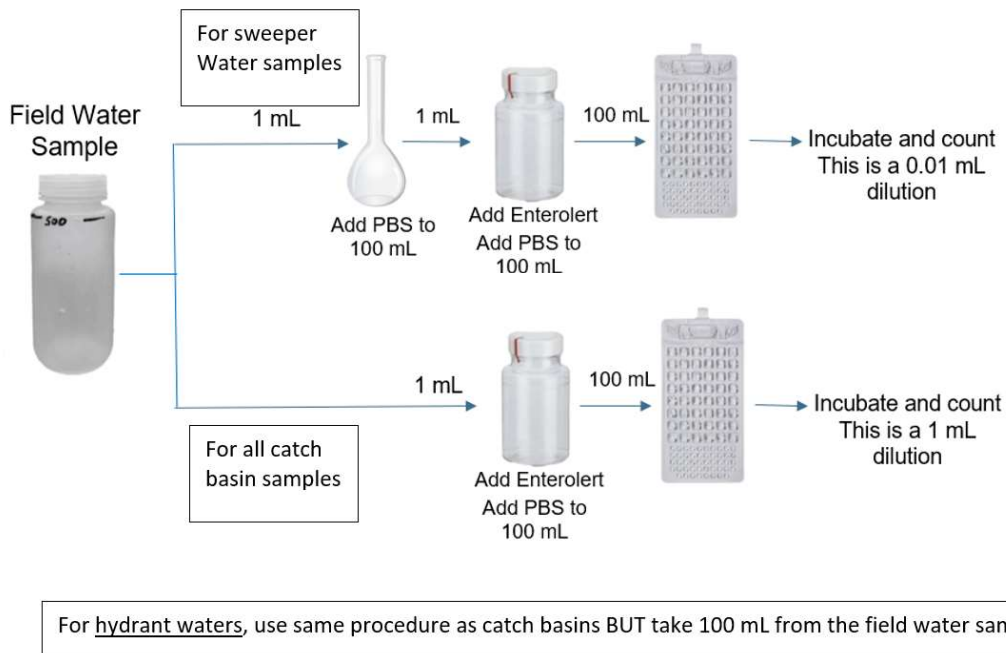 For sweeper
Water samples
Field Water
Sample
1 mL
1 mL
100 mL
Incubate and count
This is a 0.01 mL
dilution
Add PBS to
100 mL
Add Enterolert
Add PBS to
100 mL
500
1 mL
100 mL
Incubate and count
This is a 1 mL
dilution
For all catch
basin samples
Add Enterolert
Add PBS to
100 mL
For hydrant waters, use same procedure as catch basins BUT take 100 mL from the field water sam